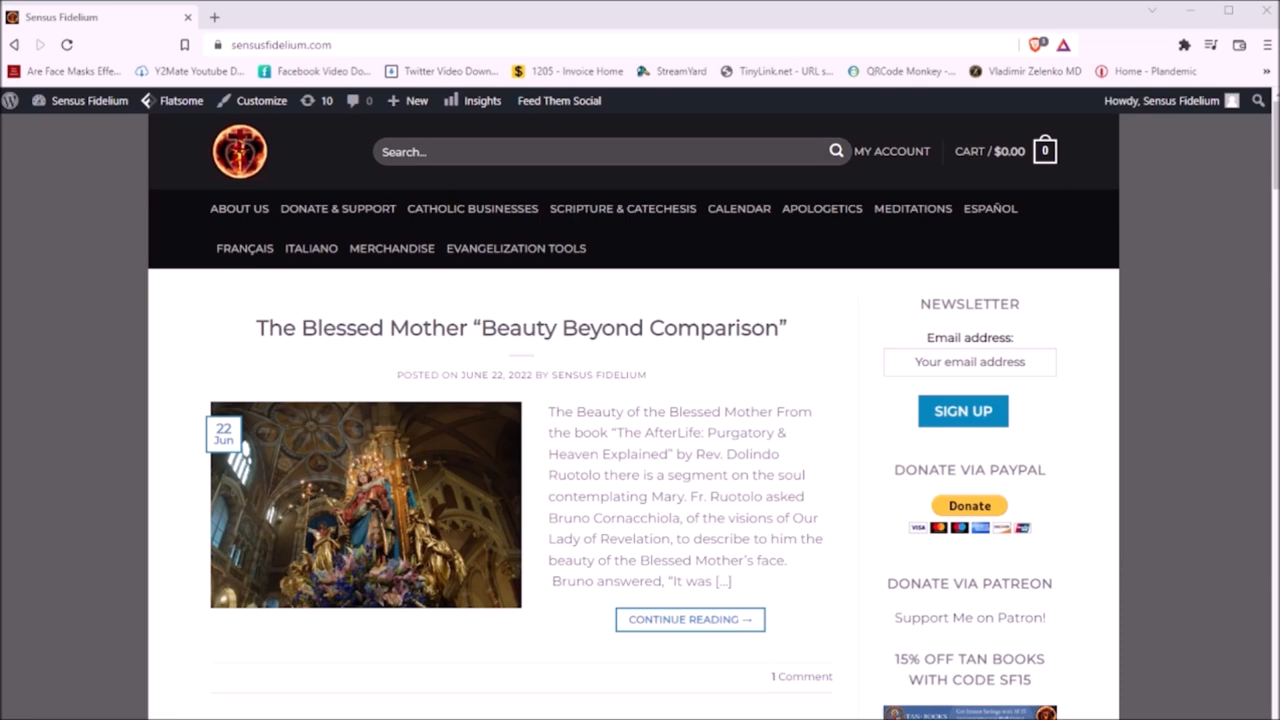 Sensus Fidelium
sensusfidelium.com
Are Face Masks Effe...
Y2Mate Youtube D...
Facebook Video Do...
Twitter Video Down...
1205 - Invoice Home
StreamYard
TinyLink.net - URL s...
QRCode Monkey -...
Vladimir Zelenko MD
Home - Plandemic
Sensus Fidelium
Flatsome
Customize
10
0
New
Insights
Feed Them Social
Howdy, Sensus Fidelium
Search...
MY ACCOUNT
CART / $0.00
0
ABOUT US DONATE & SUPPORT CATHOLIC BUSINESSES SCRIPTURE & CATECHESIS CALENDAR APOLOGETICS MEDITATIONS ESPAÑOL
FRANÇAIS ITALIANO MERCHANDISE EVANGELIZATION TOOLS
The Blessed Mother “Beauty Beyond Comparison”
POSTED ON JUNE 22, 2022 BY SENSUS FIDELIUM
22
Jun
The Beauty of the Blessed Mother From
the book “The AfterLife: Purgatory &
Heaven Explained” by Rev. Dolindo
Ruotolo there is a segment on the soul
contemplating Mary. Fr. Ruotolo asked
Bruno Cornacchiola, of the visions of Our
Lady of Revelation, to describe to him the
beauty of the Blessed Mother’s face.
Bruno answered, “It was [...]
CONTINUE READING →
1 Comment
NEWSLETTER
Email address:
Your email address
SIGN UP
DONATE VIA PAYPAL
Donate
VISA
DONATE VIA PATREON
Support Me on Patron!
15% OFF TAN BOOKS
WITH CODE SF15